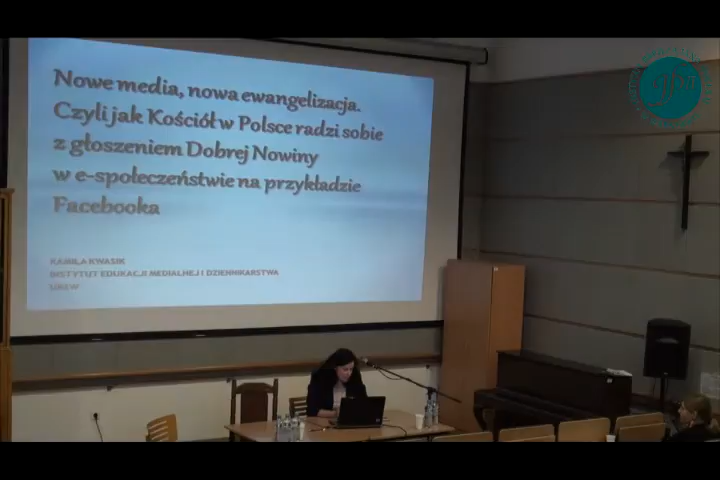 Nowe media, nowa ewangelizacja.
Czyli jak Kościół w Polsce radzi sobie
z głoszeniem Dobrej Nowiny
w e-społeczeństwie na przykładzie
Facebooka
KAMILA KWASIK
INSTYTUT EDUKACJI MEDIALNEJ I DZIENNIKARSTWA
UKSW